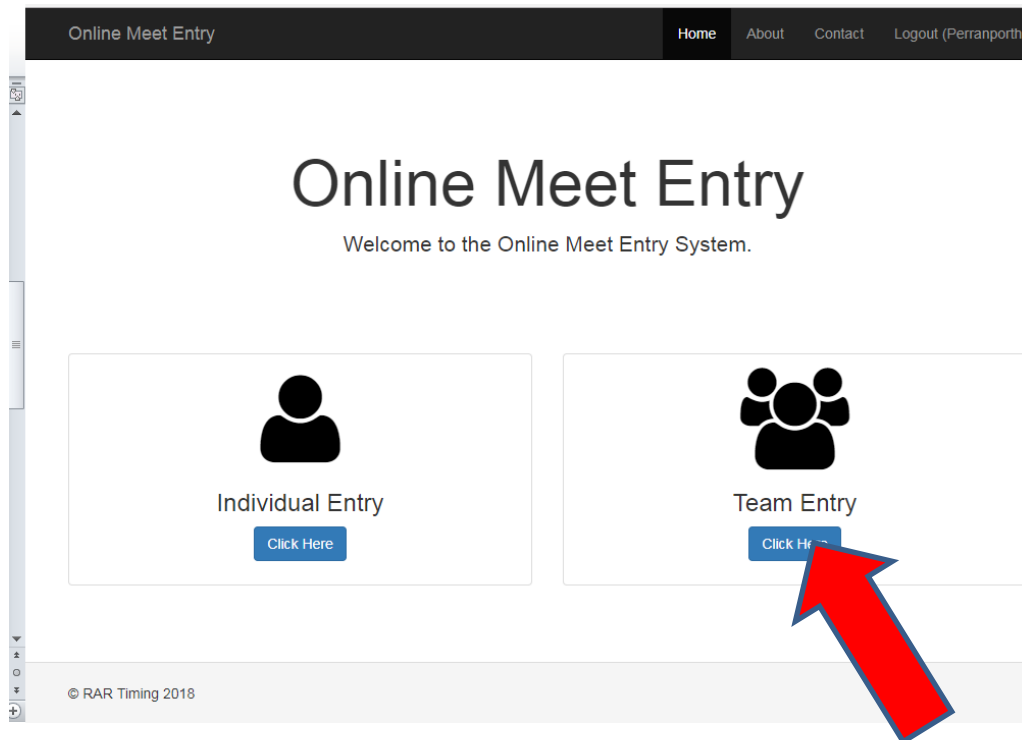 Online Meet Entry Home About Contact Logout (Perranporth
Online Meet Entry
Welcome to the Online Meet Entry System.
Individual Entry Team Entry
Click Here Click Here
© RAR Timing 2018